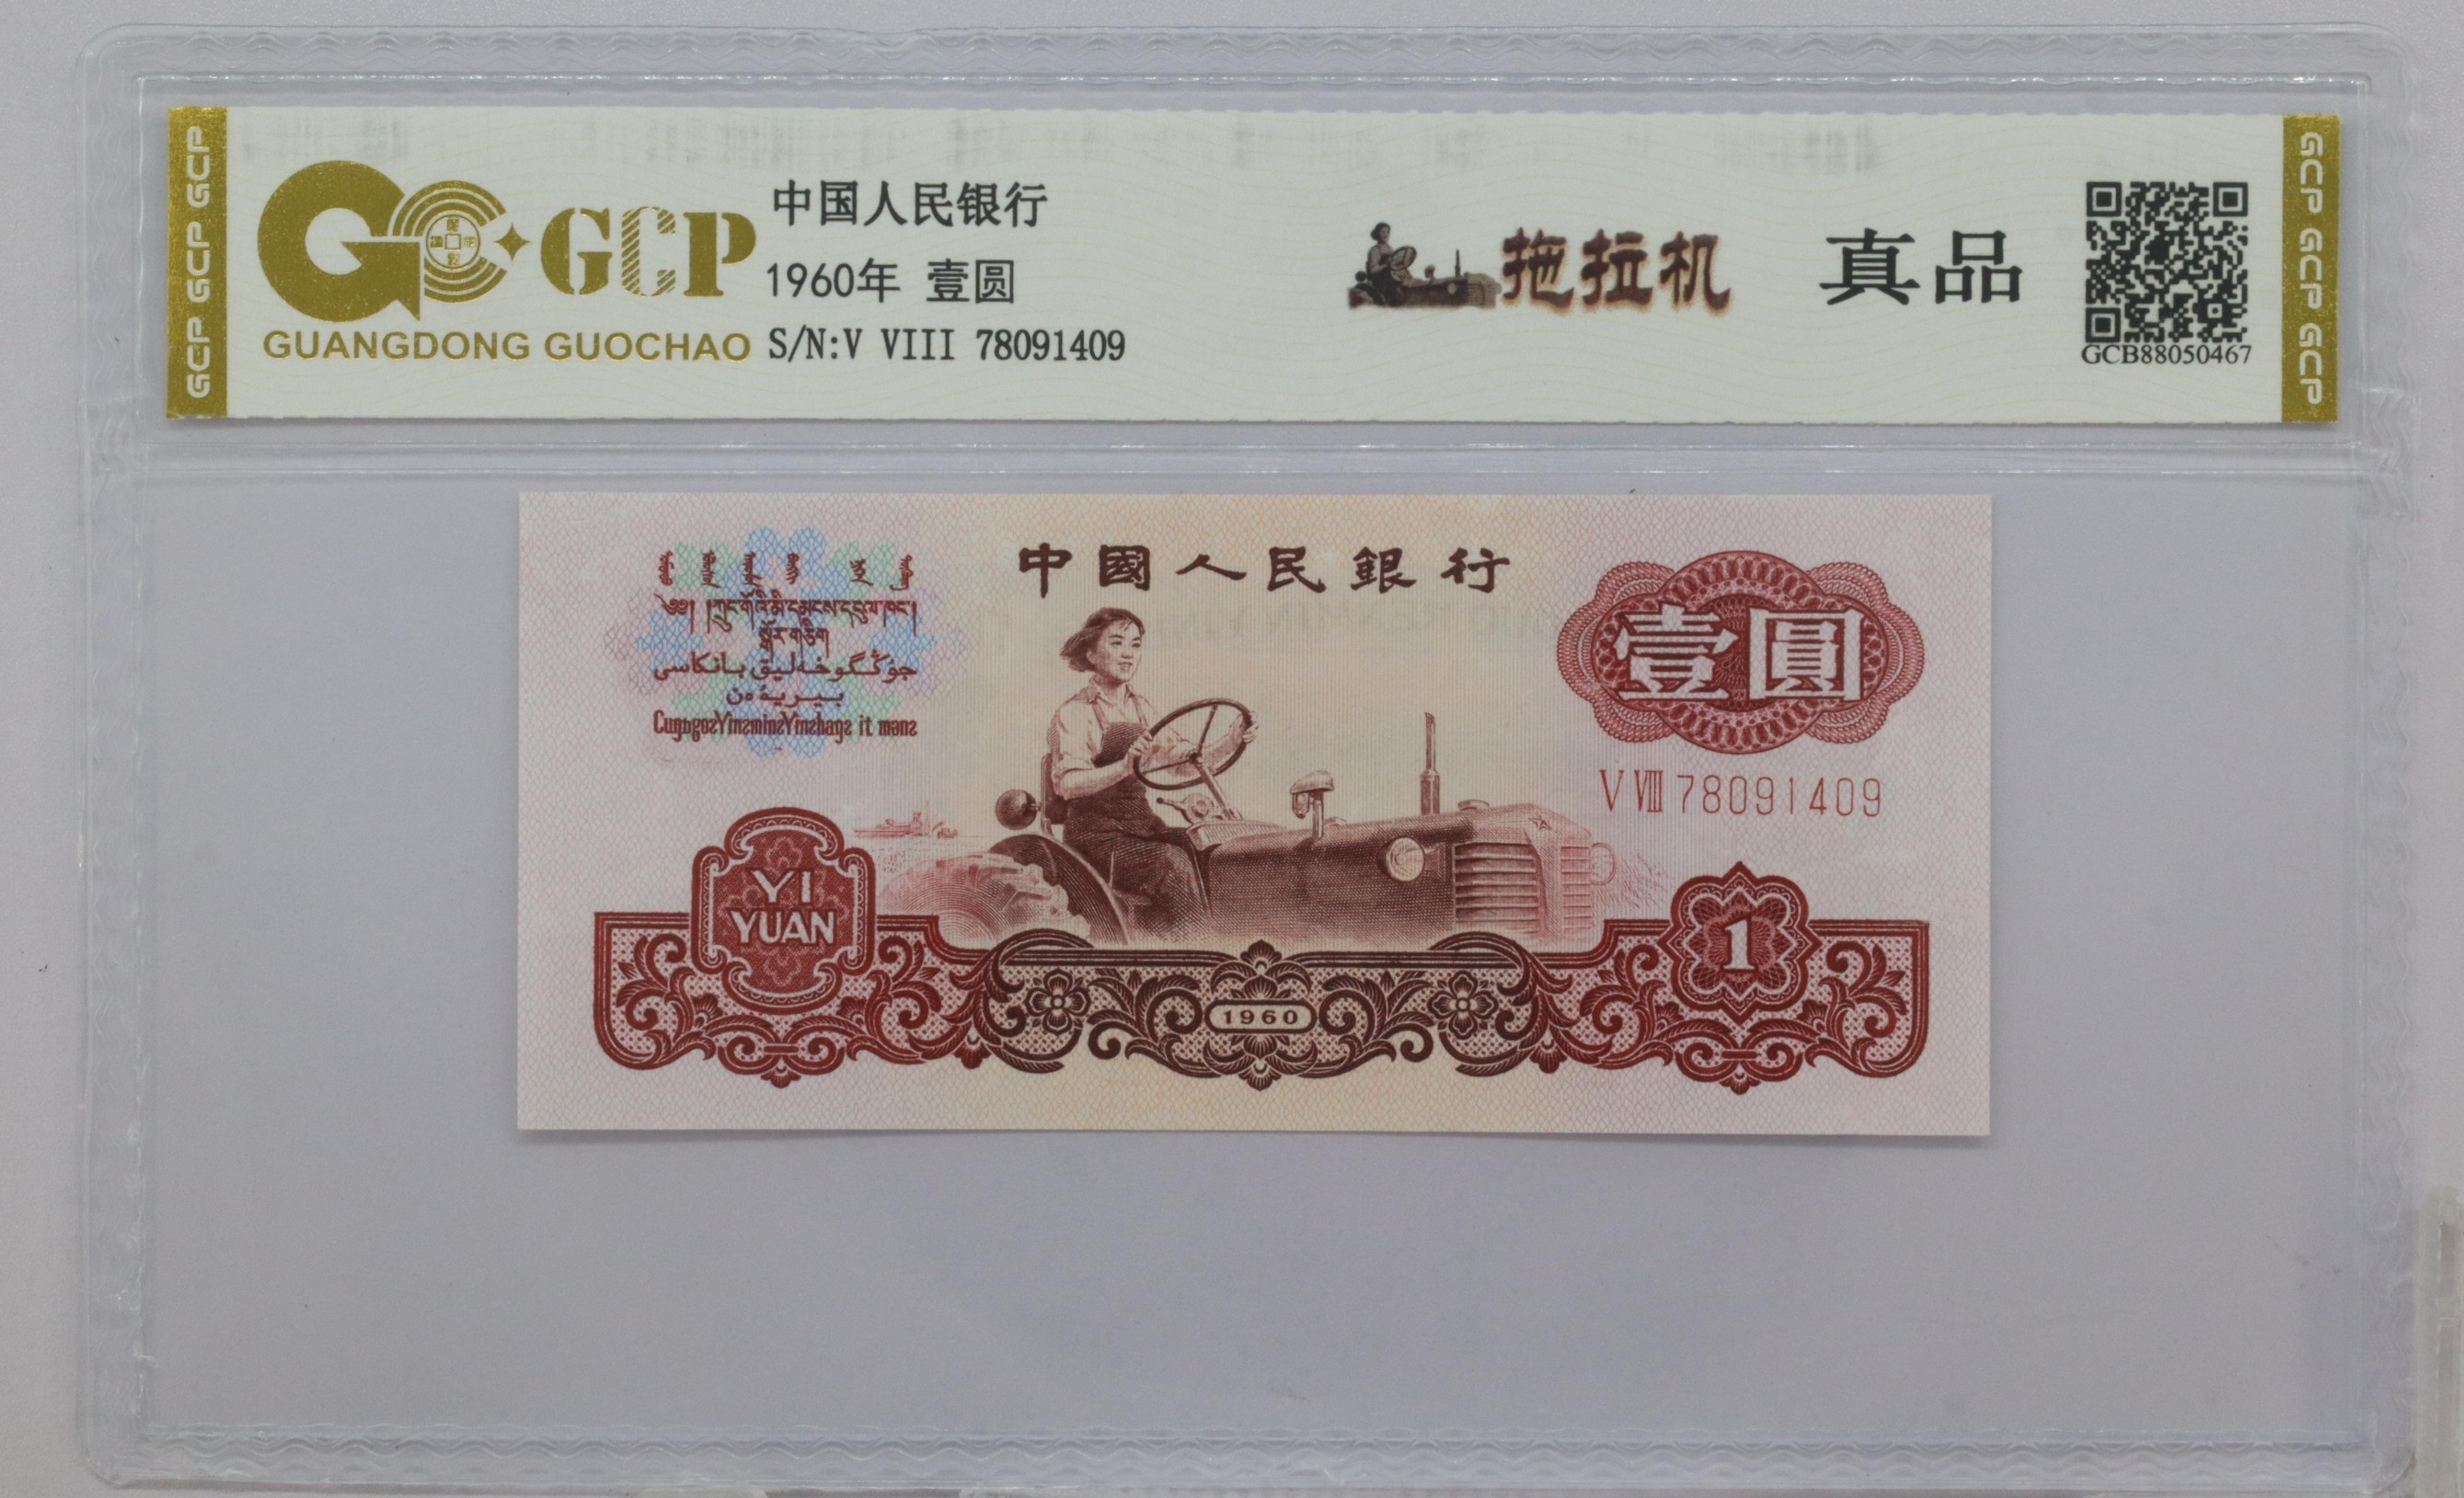 GCP GCP GCP
GCP
GUANGDONG GUOCHAO
中国人民银行
1960年 壹圆
S/N:V VIII 78091409
拖拉机
真品
GCB88050467
GCP GCP GCP
中國人民銀行
壹圓
V VIII 78091409
YI
YUAN
1960
1